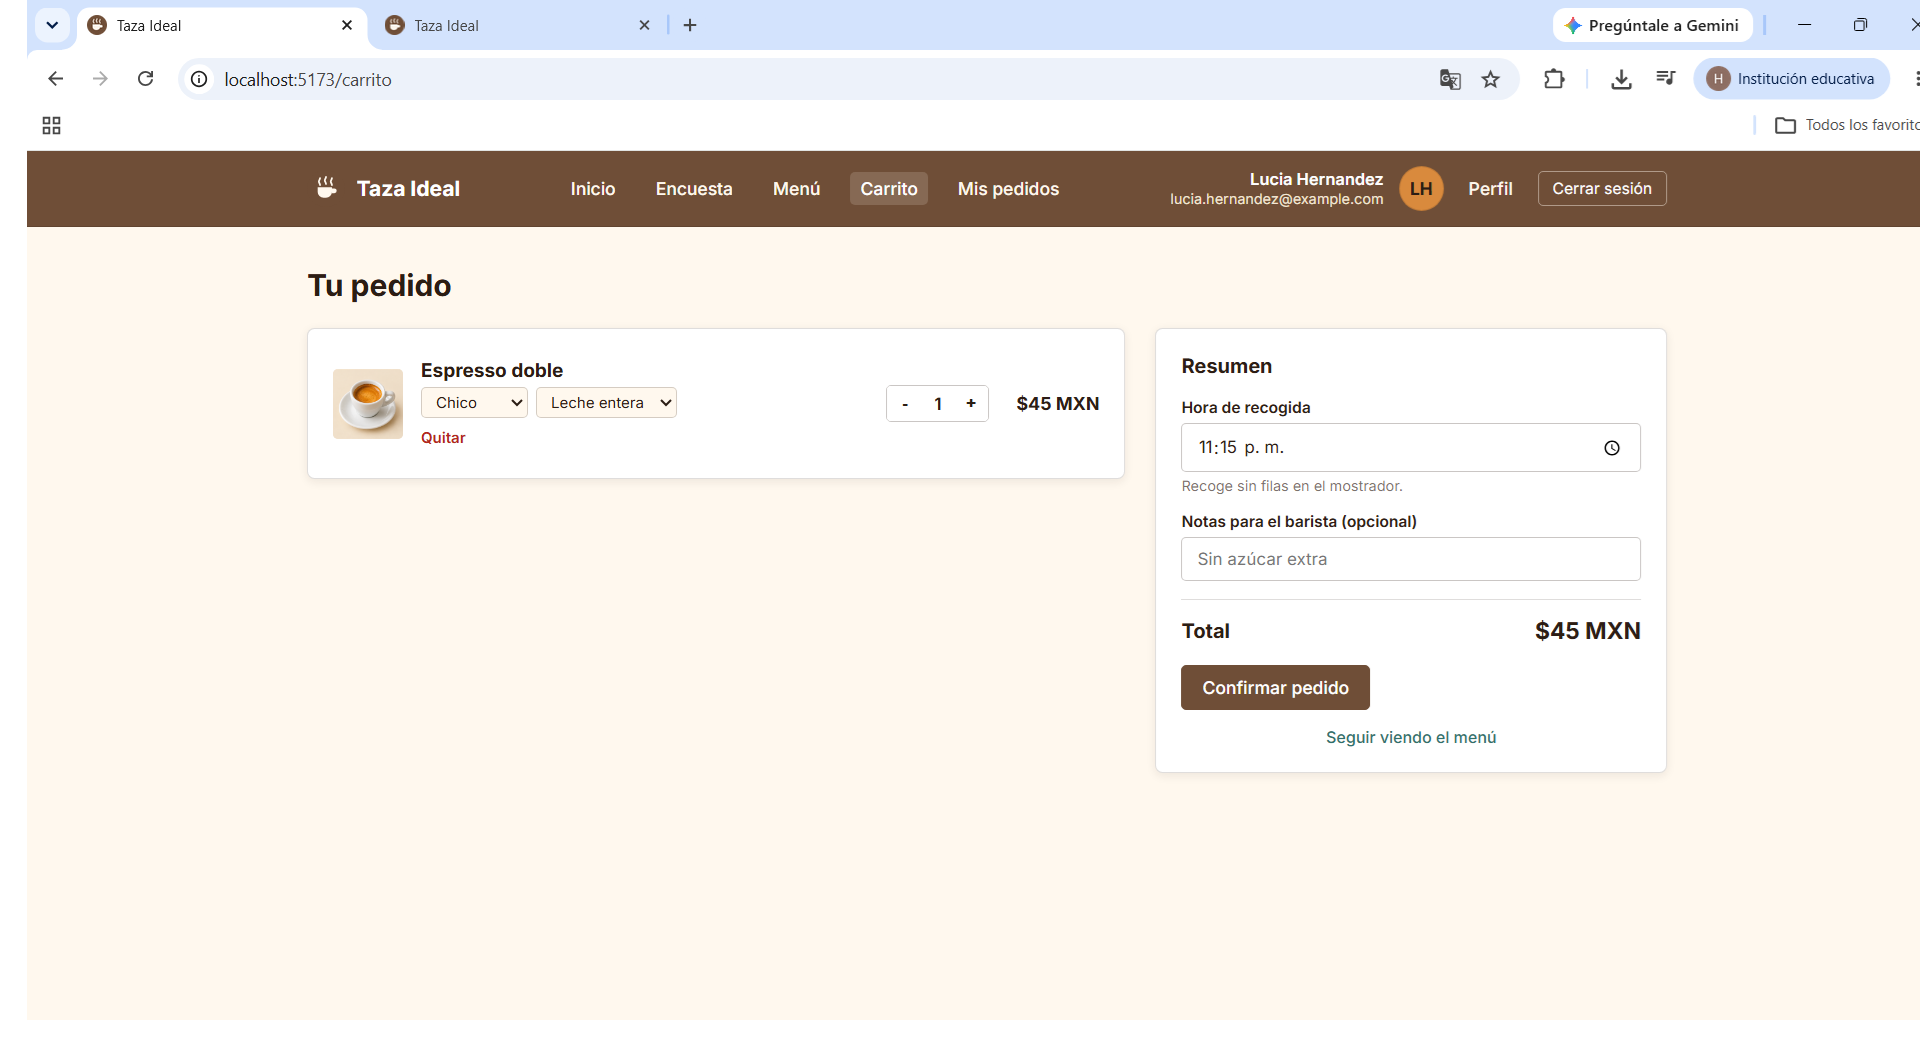 Taza Ideal
Taza Ideal
Pregúntale a Gemini
localhost:5173/carrito
H
Institución educativa
Todos los favorito
Taza Ideal
Inicio
Encuesta
Menú
Carrito
Mis pedidos
Lucia Hernandez
lucia.hernandez@example.com
LH
Perfil
Cerrar sesión
Tu pedido
Espresso doble
Chico
Leche entera
Quitar
- 1 +
$45 MXN
Resumen
Hora de recogida
11:15 p. m.
Recoge sin filas en el mostrador.
Notas para el barista (opcional)
Sin azúcar extra
Total
$45 MXN
Confirmar pedido
Seguir viendo el menú